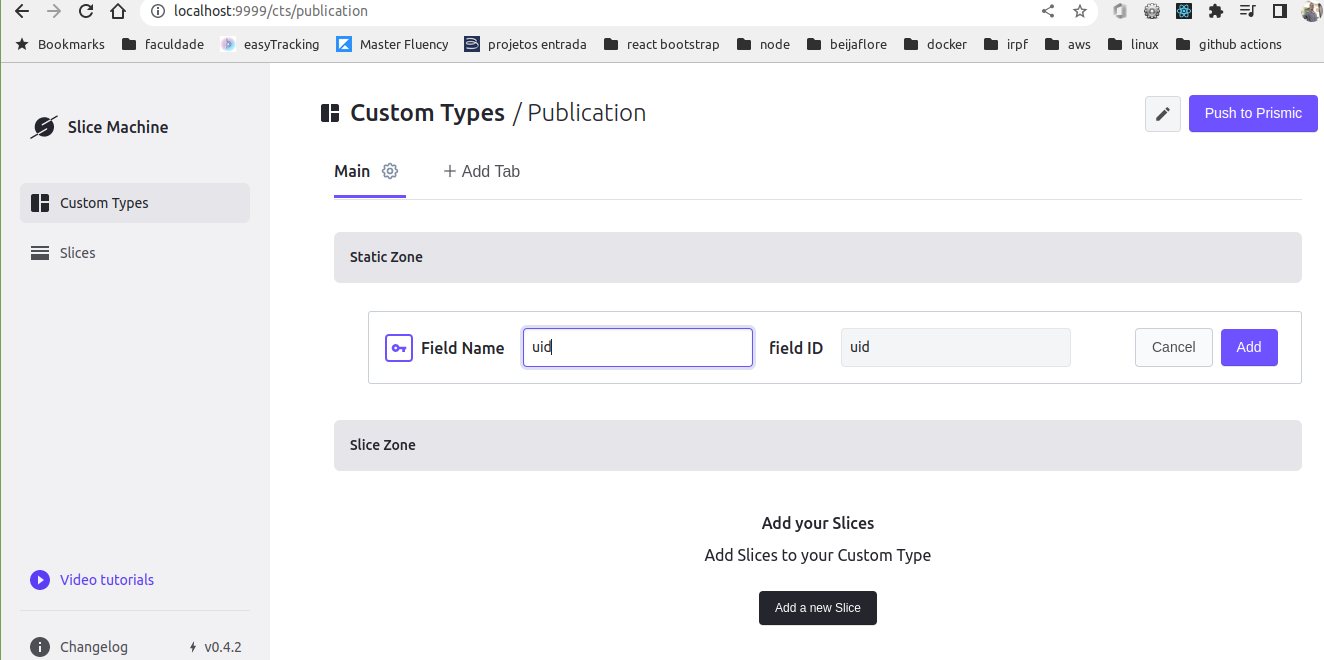 localhost:9999/cts/publication
Bookmarks faculdade easyTracking Master Fluency projetos entrada react bootstrap node beijaflore docker irpf aws linux github actions
Slice Machine
Custom Types
Slices
Video tutorials
Changelog v0.4.2
Custom Types / Publication
Push to Prismic
Main + Add Tab
Static Zone
Field Name uid field ID uid Cancel Add
Slice Zone
Add your Slices
Add Slices to your Custom Type
Add a new Slice